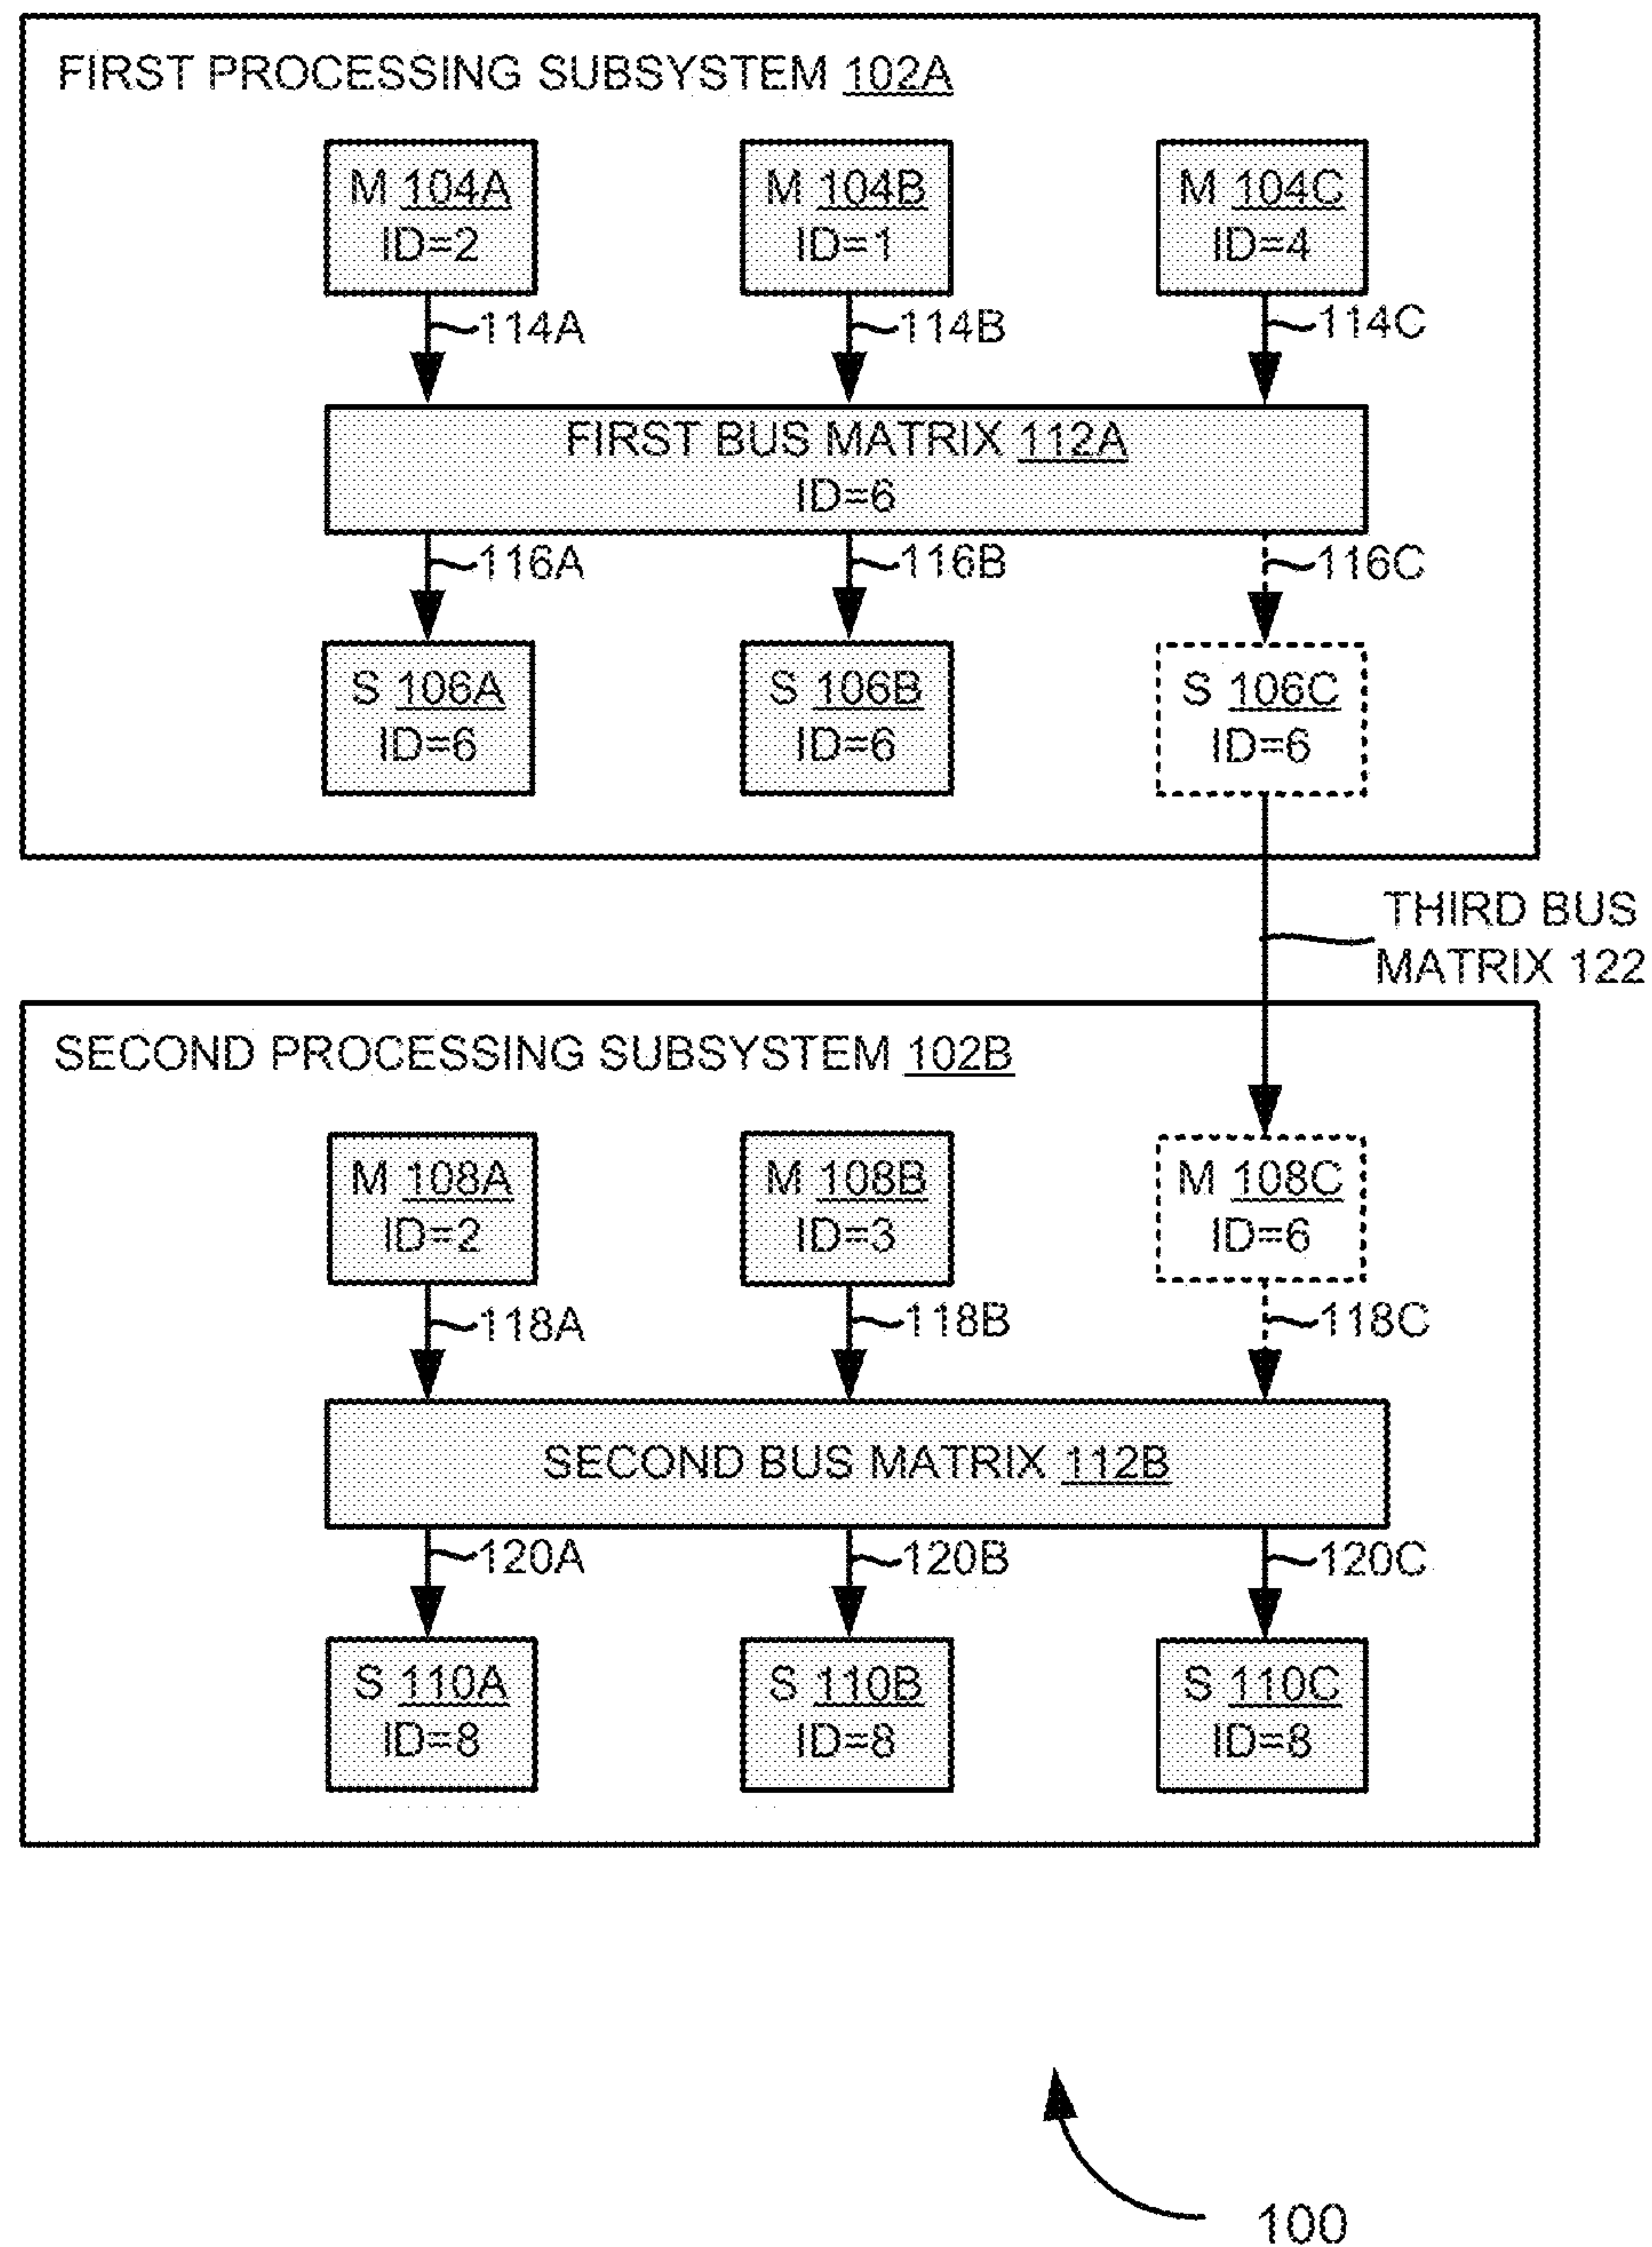 FIRST PROCESSING SUBSYSTEM 102A
M 104A
ID=2
M 104B
ID=1
M 104C
ID=4
114A
114B
114C
FIRST BUS MATRIX 112A
ID=6
116A
116B
116C
S 106A
ID=6
S 106B
ID=6
S 106C
ID=6
THIRD BUS
MATRIX 122
SECOND PROCESSING SUBSYSTEM 102B
M 108A
ID=2
M 108B
ID=3
M 108C
ID=6
118A
118B
118C
SECOND BUS MATRIX 112B
120A
120B
120C
S 110A
ID=8
S 110B
ID=8
S 110C
ID=8
100